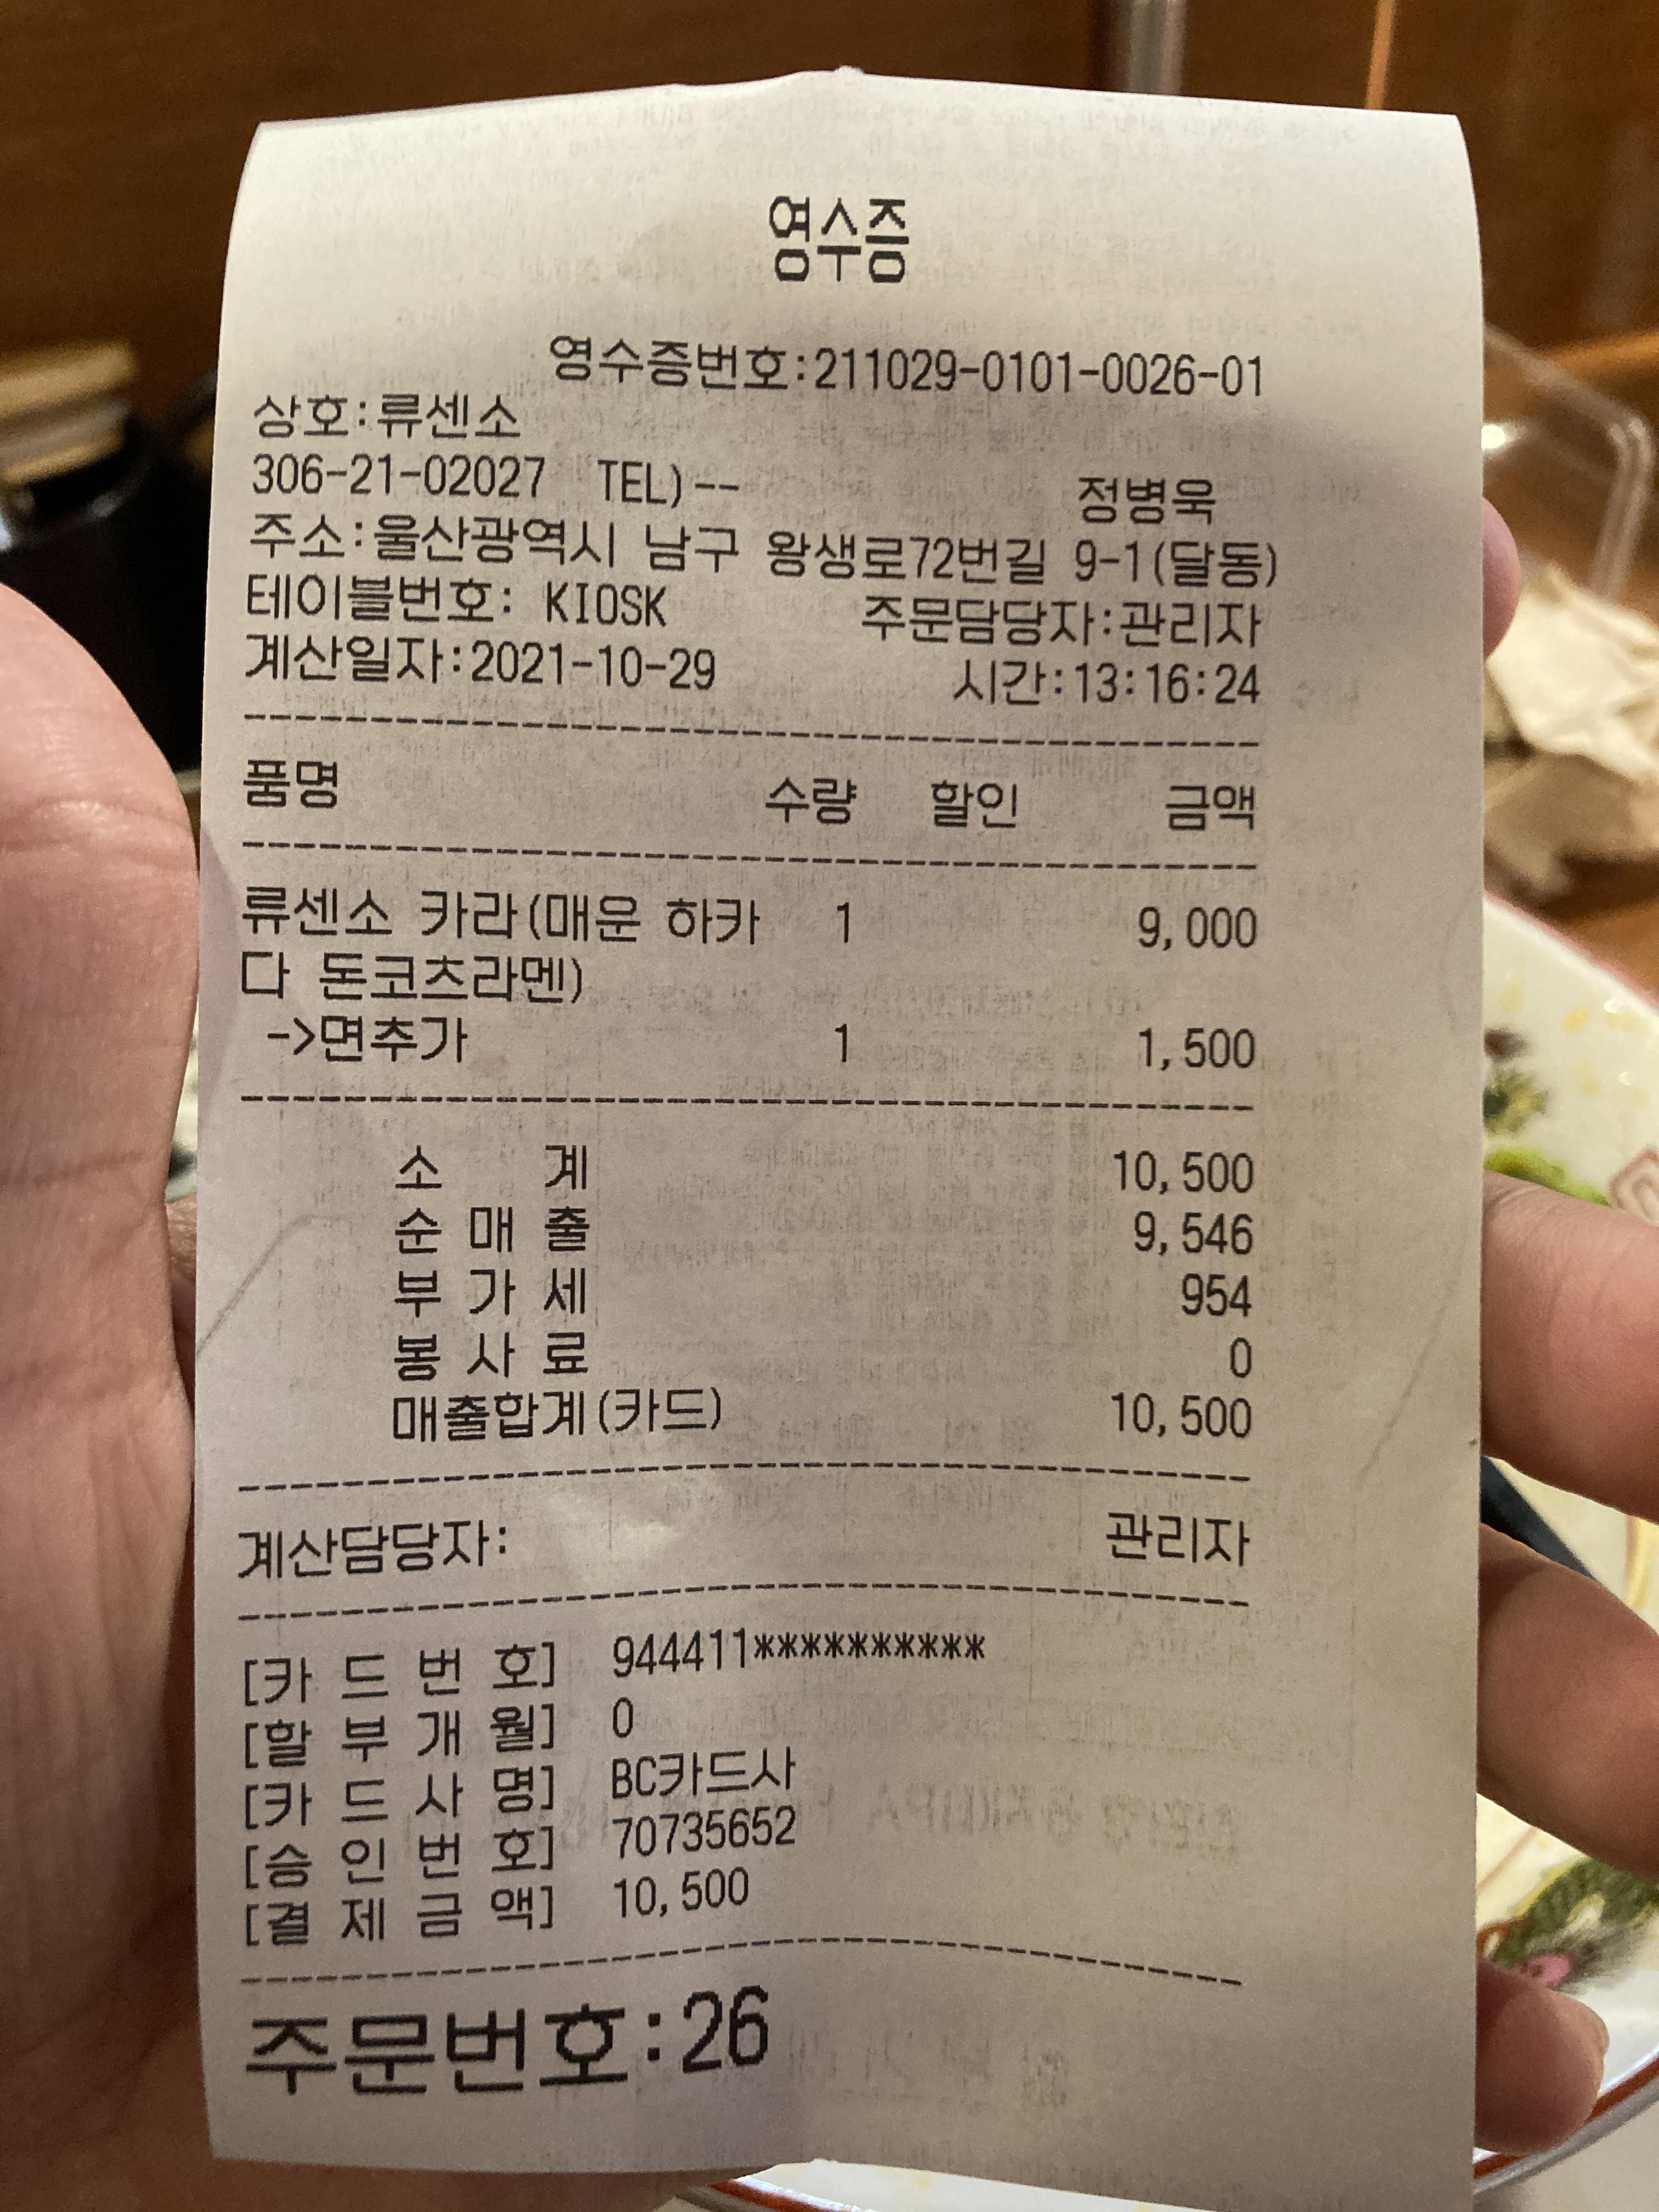 영수증
영수증번호:211029-0101-0026-01
상호:류센소
306-21-02027 TEL)-- 정병욱
주소:울산광역시 남구 왕생로72번길 9-1(달동)
테이블번호: KIOSK 주문담당자:관리자
계산일자:2021-10-29 시간:13:16:24
품명 수량 할인 금액
류센소 카라(매운 하카 1 9,000
다 돈코츠라멘)
->면추가 1 1,500
소 계 10,500
순 매 출 9,546
부 가 세 954
봉 사 료 0
매출합계(카드) 10,500
계산담당자: 관리자
[카 드 번 호] 944411**********
[할 부 개 월] 0
[카 드 사 명] BC카드사
[승 인 번 호] 70735652
[결 제 금 액] 10,500
주문번호:26